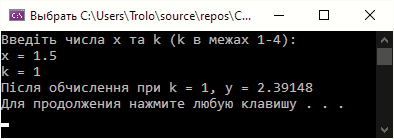 Выбрать C:\Users\Trolo\source\repos\C...
Введіть числа x та k (k в межах 1-4):
x = 1.5
k = 1
Після обчислення при k = 1, y = 2.39148
Для продолжения нажмите любую клавишу . . .